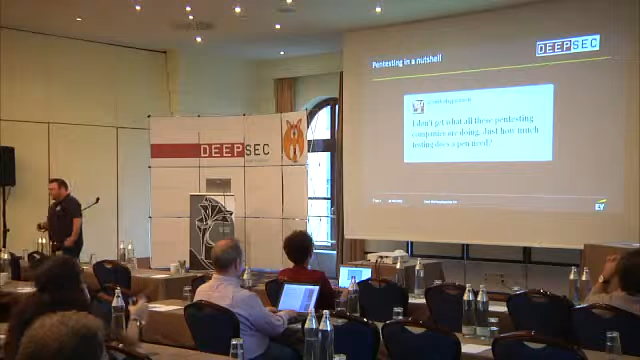 DEEPSEC
Pentesting in a nutshell
I don't get what all these pentesting
companies are doing. Just how much
testing does a pen need?
EY
DEEPSEC